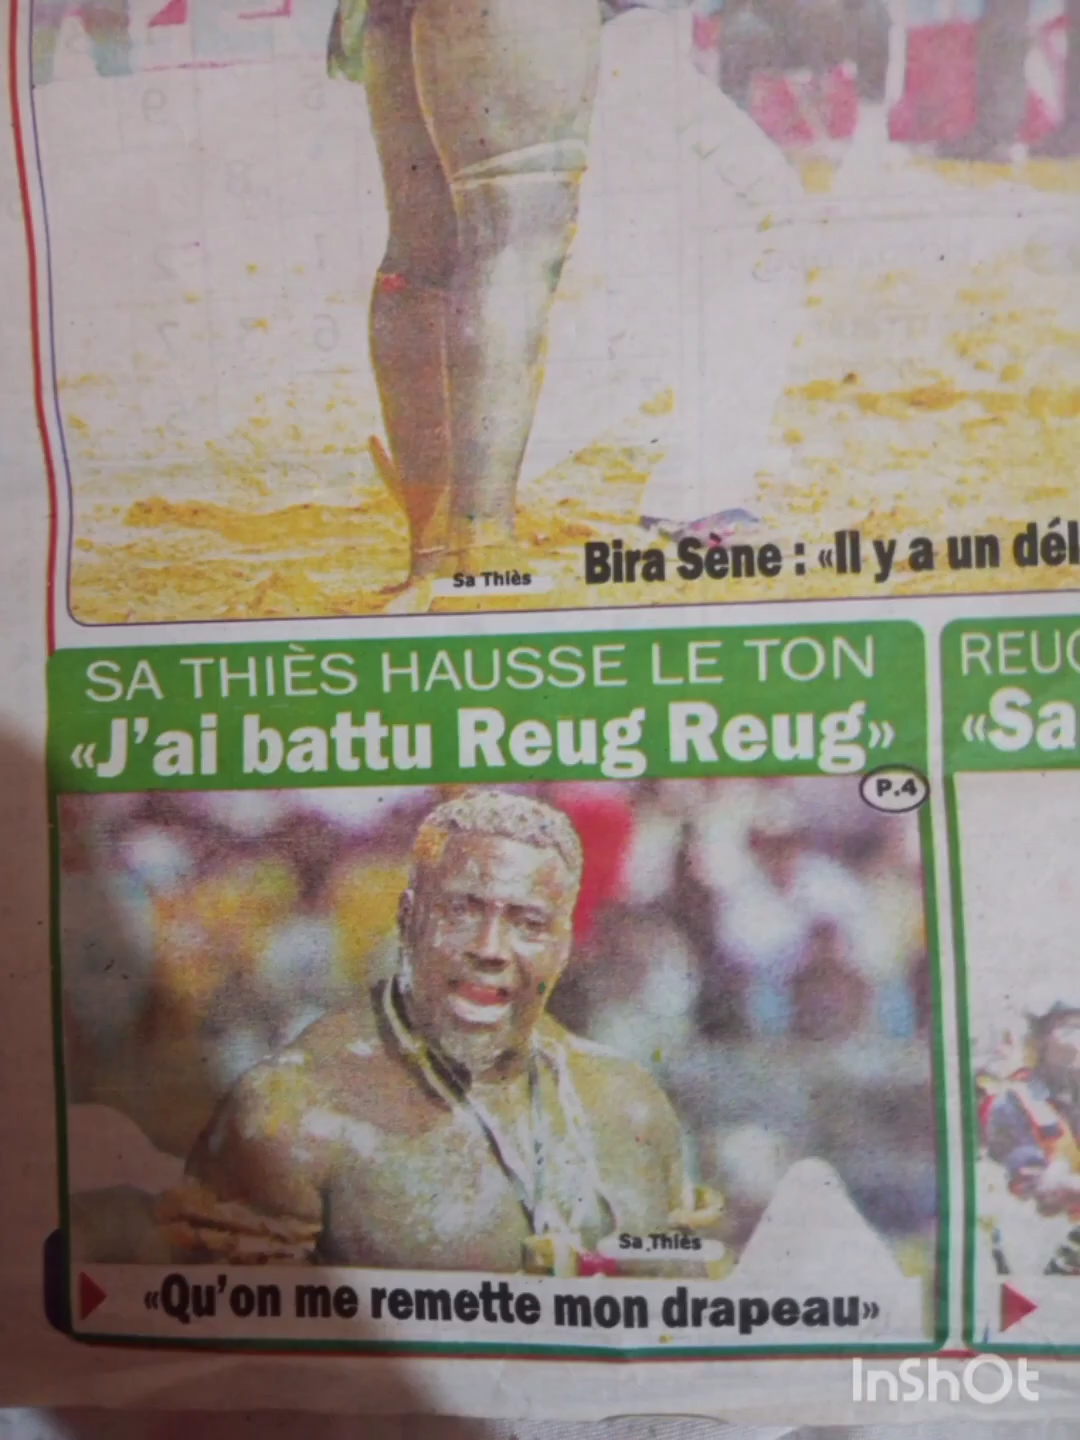 Sa Thiès
Bira Sène : «Il y a un dél
SA THIÈS HAUSSE LE TON
«J'ai battu Reug Reug»
P.4
Sa Thiès
«Qu'on me remette mon drapeau»
REUG
«Sa
InShOt